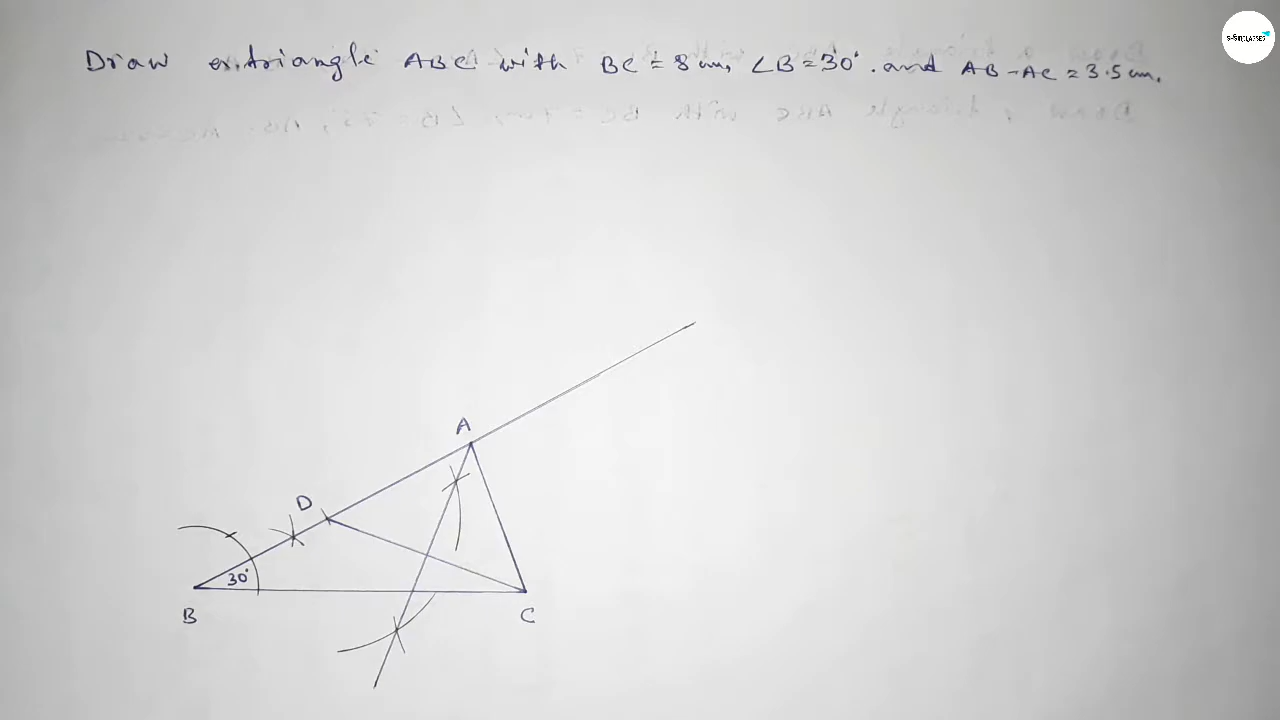 Draw a triangle ABC with BC = 8 cm, ∠B = 30°. and AB - AC = 3.5 cm.
A
D
30°
B
C